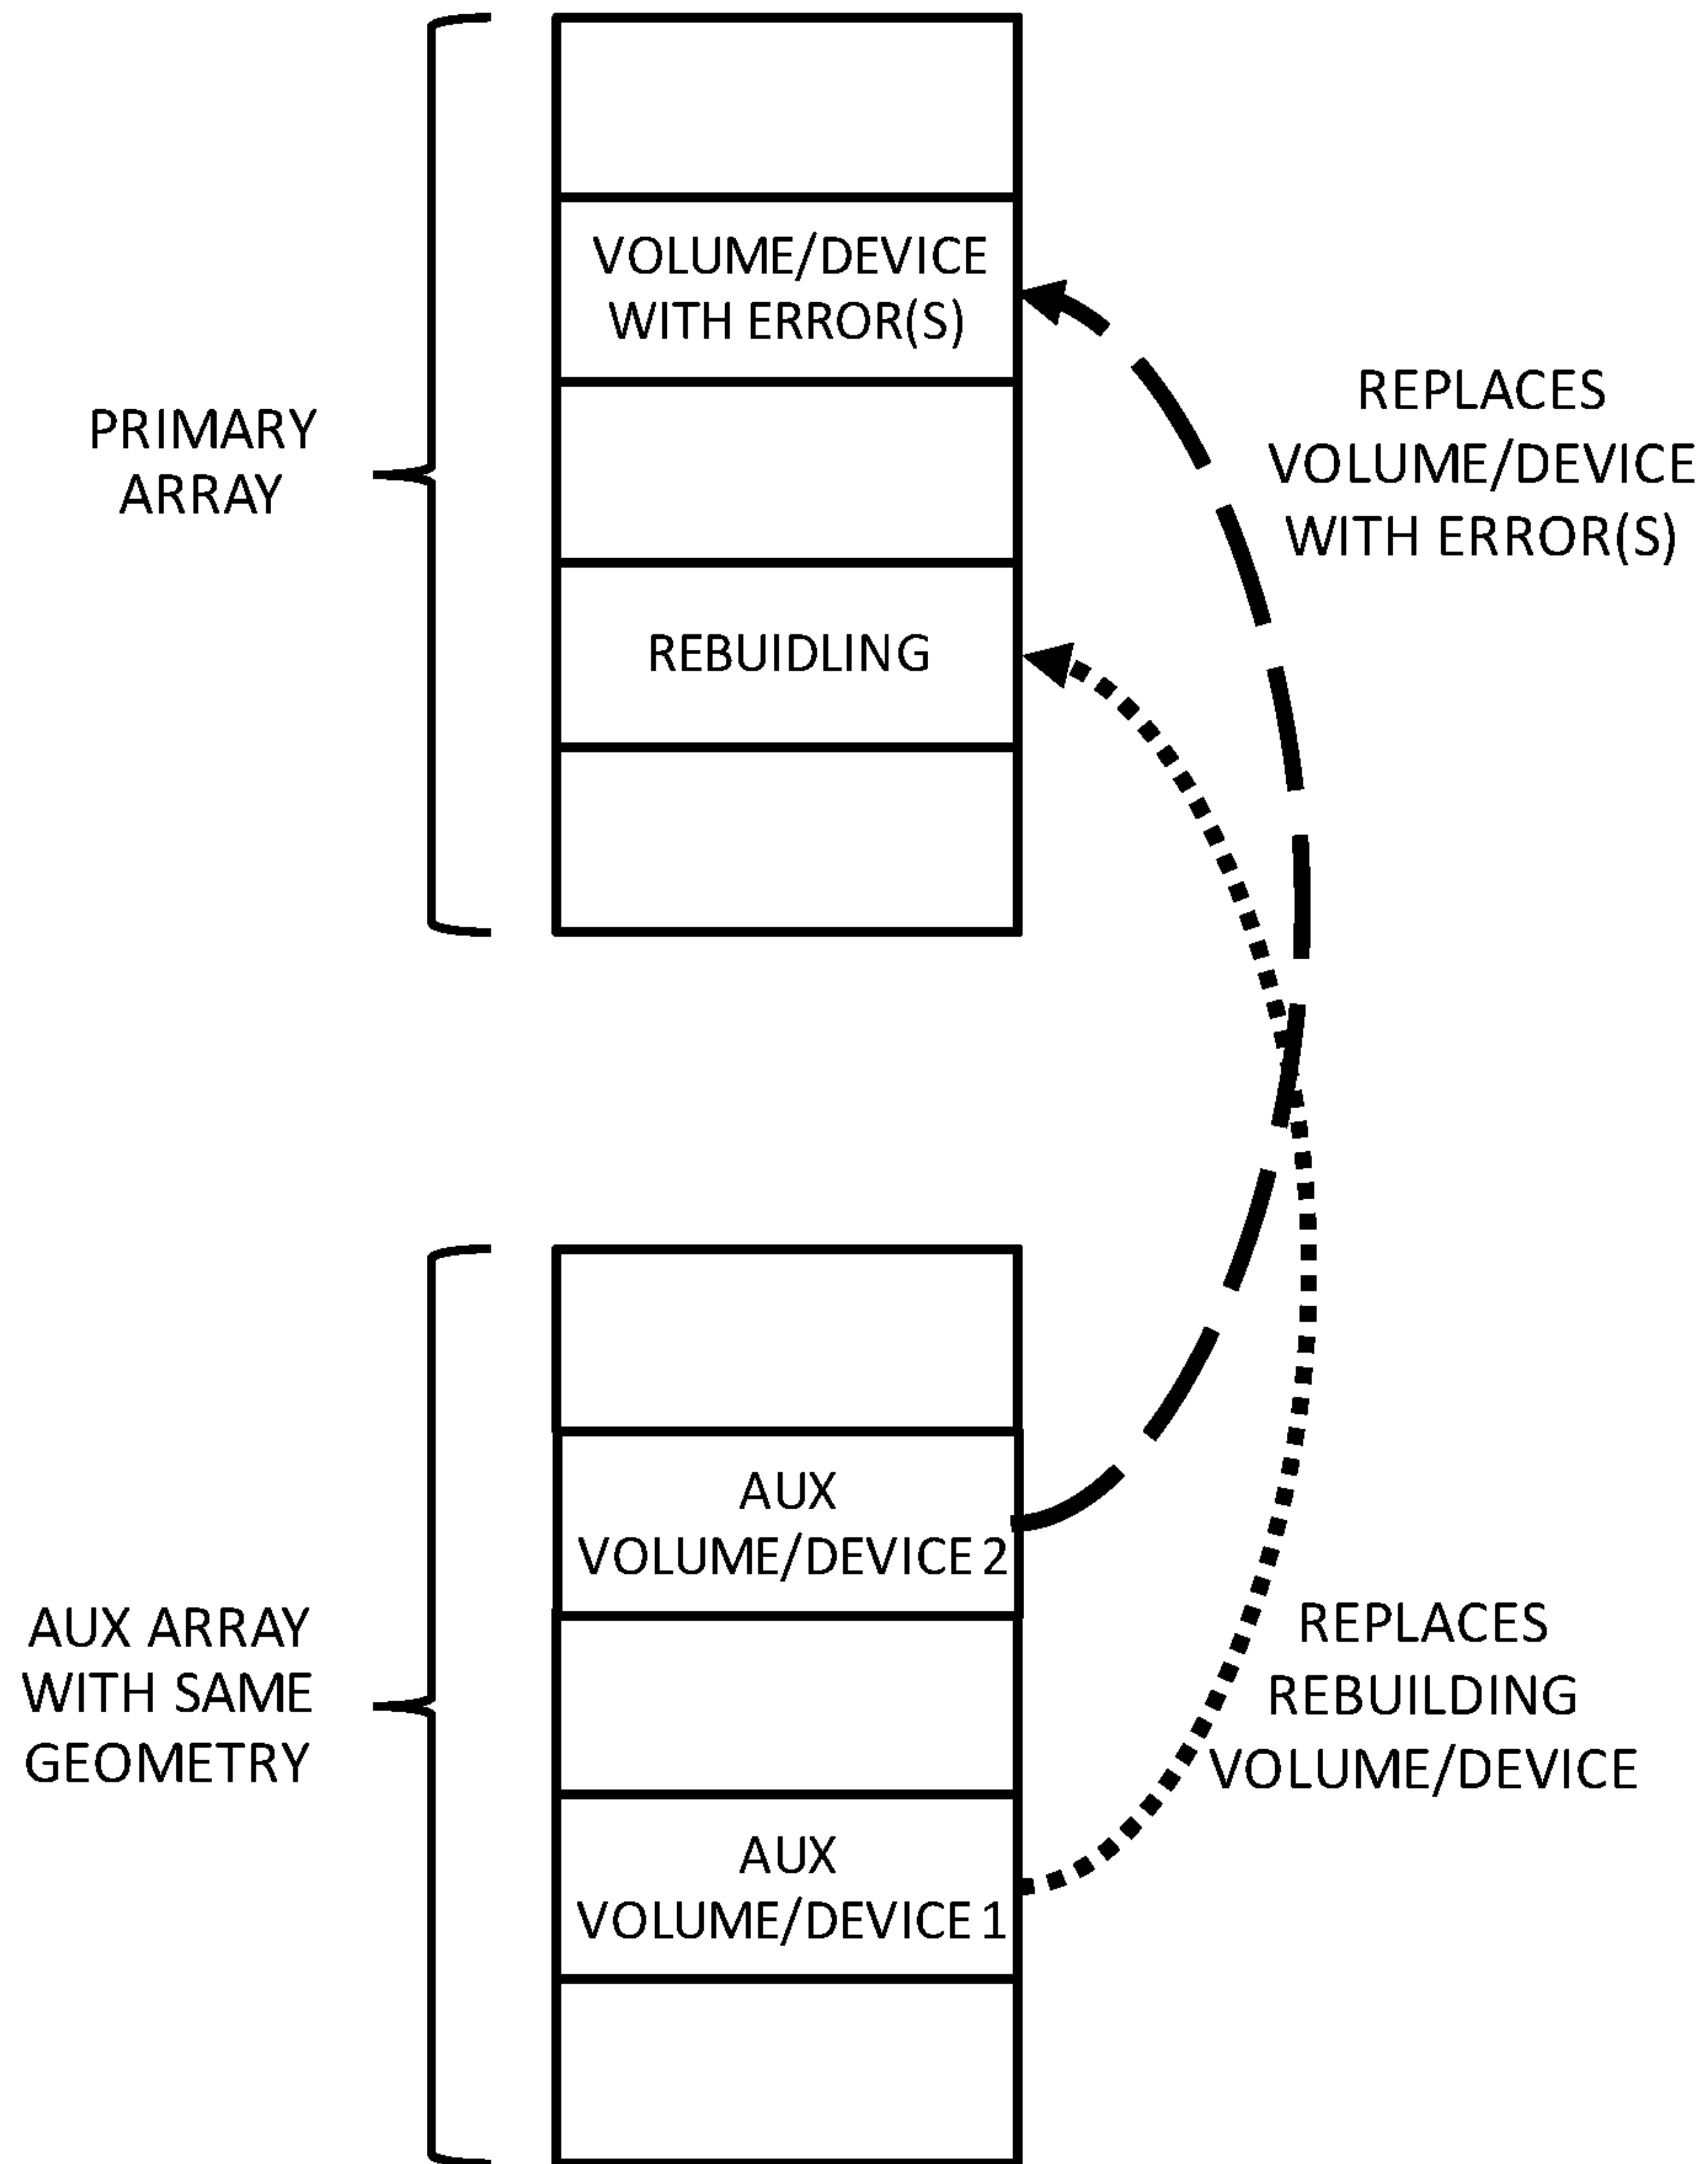 VOLUME/DEVICE
WITH ERROR(S)
PRIMARY
ARRAY
REPLACES
VOLUME/DEVICE
WITH ERROR(S)
REBUIDLING
AUX
VOLUME/DEVICE 2
AUX ARRAY
WITH SAME
GEOMETRY
REPLACES
REBUILDING
VOLUME/DEVICE
AUX
VOLUME/DEVICE 1